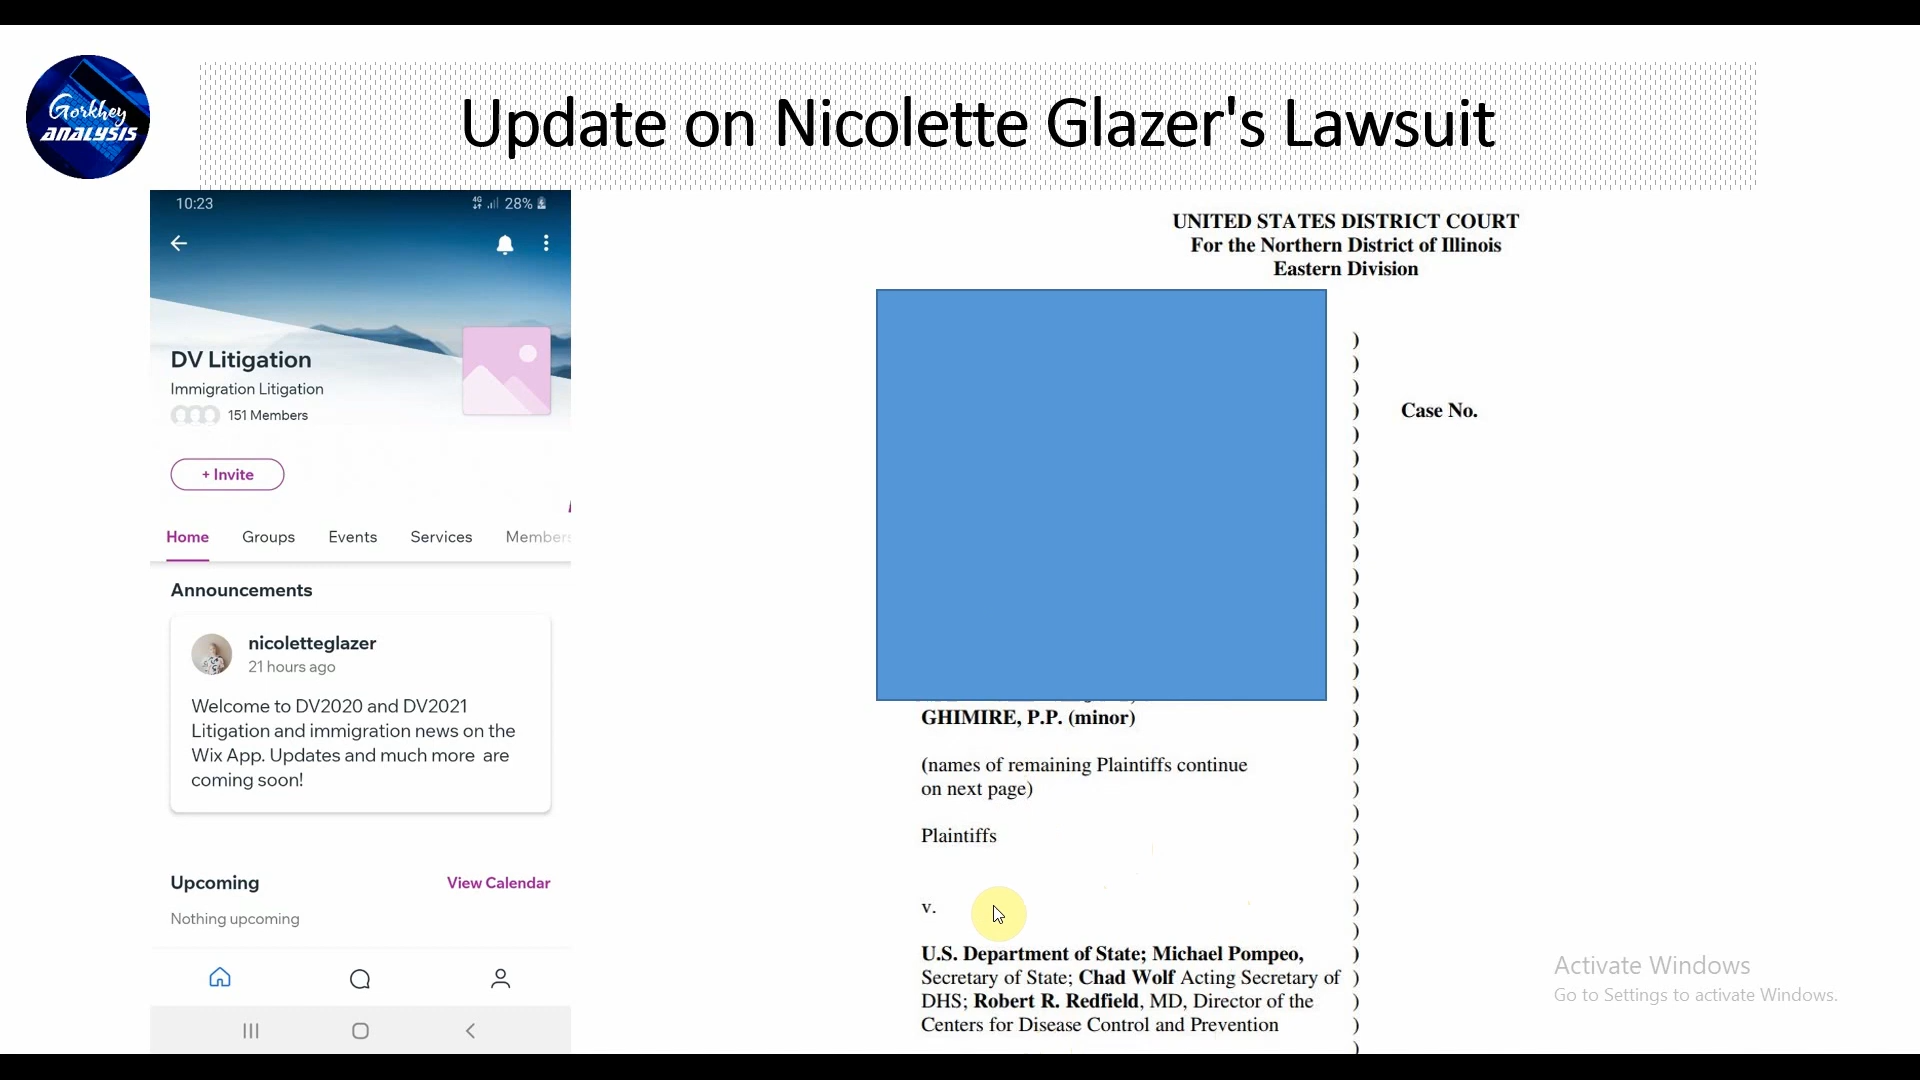 Gorkhey
ANALYSIS
Update on Nicolette Glazer's Lawsuit
10:23
4G
28%
DV Litigation
Immigration Litigation
151 Members
+ Invite
Home Groups Events Services Members
Announcements
nicoletteglazer
21 hours ago
Welcome to DV2020 and DV2021
Litigation and immigration news on the
Wix App. Updates and much more are
coming soon!
Upcoming View Calendar
Nothing upcoming
UNITED STATES DISTRICT COURT
For the Northern District of Illinois
Eastern Division
)
)
)
) Case No.
)
)
)
)
)
)
)
)
)
)
)
)
GHIMIRE, P.P. (minor) )
)
(names of remaining Plaintiffs continue )
on next page) )
)
Plaintiffs )
)
)
v. )
)
U.S. Department of State; Michael Pompeo, )
Secretary of State; Chad Wolf Acting Secretary of )
DHS; Robert R. Redfield, MD, Director of the )
Centers for Disease Control and Prevention )
)
Activate Windows
Go to Settings to activate Windows.